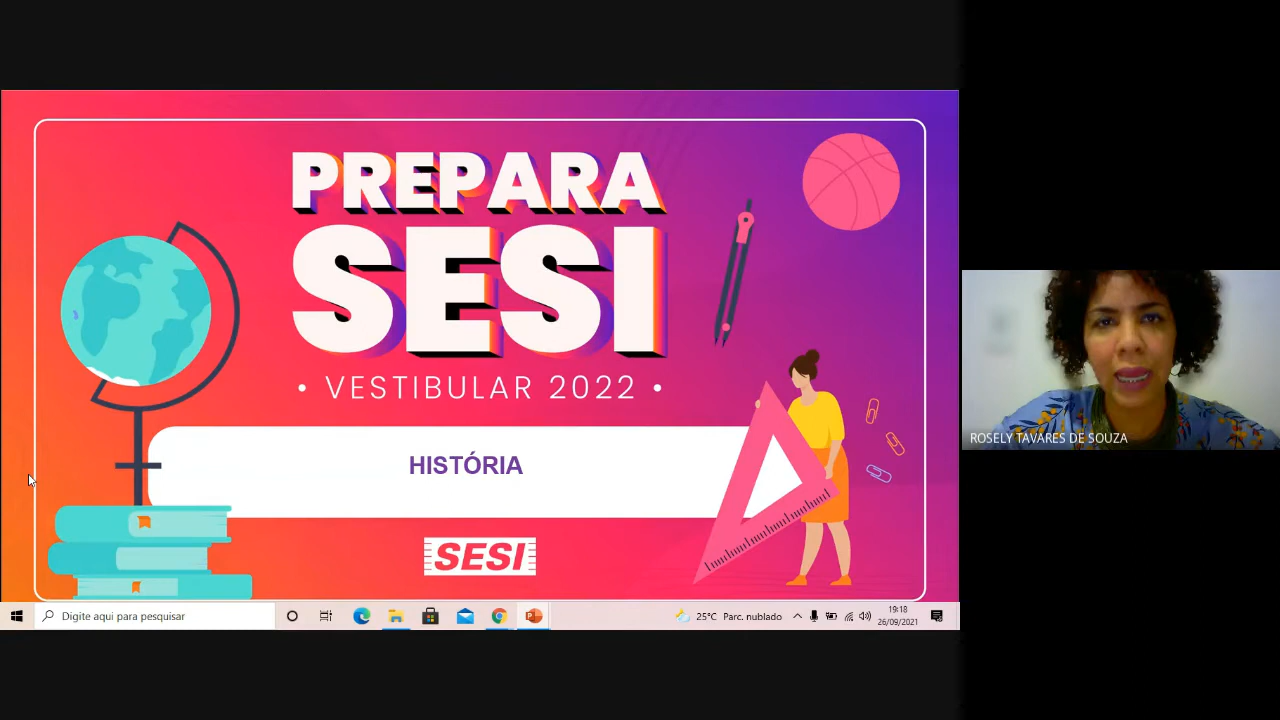 PREPARA
SESI
• VESTIBULAR 2022 •
HISTÓRIA
SESI
ROSELY TAVARES DE SOUZA
Digite aqui para pesquisar
25°C Parc. nublado
19:18
26/09/2021